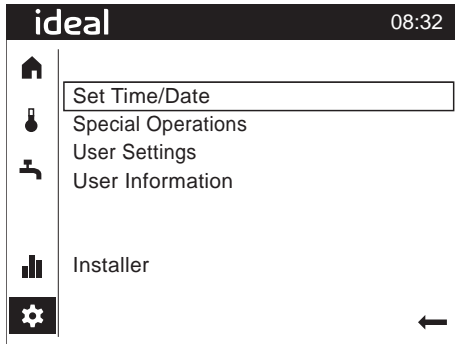 ideal 08:32
Set Time/Date
Special Operations
User Settings
User Information
Installer